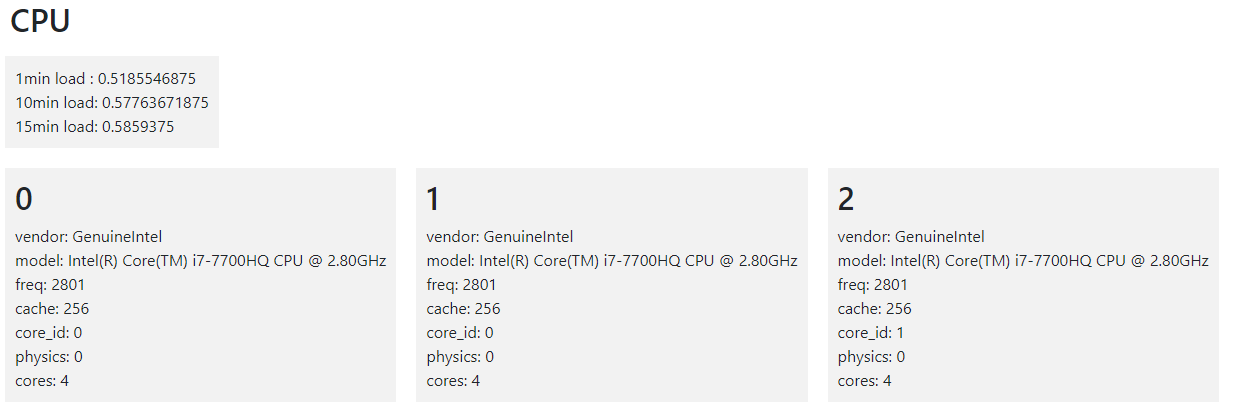 CPU
1min load : 0.5185546875
10min load: 0.57763671875
15min load: 0.5859375
0
vendor: GenuineIntel
model: Intel(R) Core(TM) i7-7700HQ CPU @ 2.80GHz
freq: 2801
cache: 256
core_id: 0
physics: 0
cores: 4
1
vendor: GenuineIntel
model: Intel(R) Core(TM) i7-7700HQ CPU @ 2.80GHz
freq: 2801
cache: 256
core_id: 0
physics: 0
cores: 4
2
vendor: GenuineIntel
model: Intel(R) Core(TM) i7-7700HQ CPU @ 2.80GHz
freq: 2801
cache: 256
core_id: 1
physics: 0
cores: 4